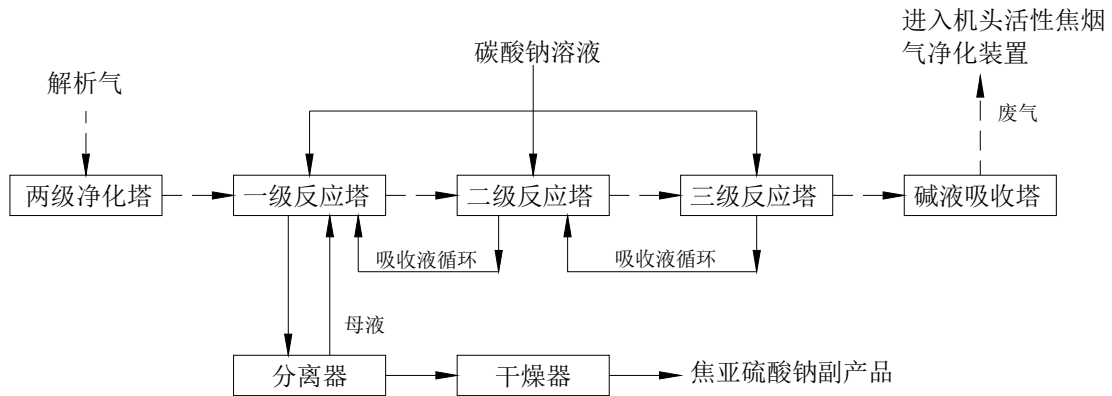 进入机头活性焦烟
气净化装置
碳酸钠溶液
解析气
废气
两级净化塔
一级反应塔
二级反应塔
三级反应塔
碱液吸收塔
吸收液循环
吸收液循环
母液
分离器
干燥器
焦亚硫酸钠副产品